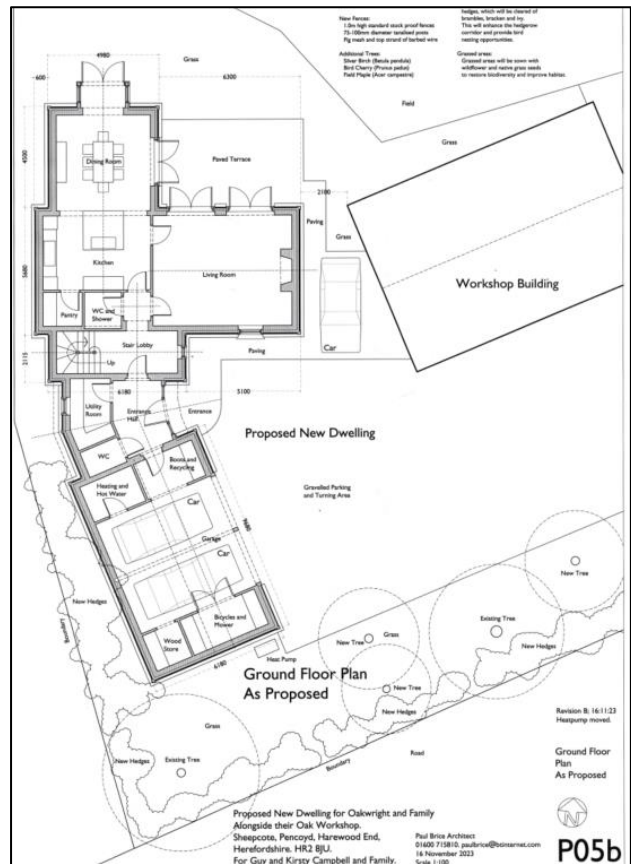 New Fences:
1.0m high standard stock proof fences
75-100mm diameter tanalised posts
Pig mesh and top strand of barbed wire
Additional Trees:
Silver Birch (Betula pendula)
Bird Cherry (Prunus padus)
Field Maple (Acer campestre)
hedges, which will be cleared of
brambles, bracken and ivy.
This will enhance the hedgerow
corridor and provide bird
nesting opportunities.
Grassed areas:
Grassed areas will be sown with
wildflower and native grass seeds
to restore biodiversity and improve habitat.
4980
600
Grass
6300
Field
Grass
4500
Dining Room
Paved Terrace
2100
Paving
Grass
Kitchen
Living Room
5680
Workshop Building
Pantry
WC and
Shower
Car
Stair Lobby
Up
Paving
2115
6180
5100
Utility
Room
Entrance
Hall
Entrance
Proposed New Dwelling
WC
Boots and
Recycling
Heating and
Hot Water
Gravelled Parking
and Turning Area
Car
Garage
9680
Car
New Hedges
Boundary
Bicycles and
Mower
Wood
Store
6180
Heat Pump
New Tree
Existing Tree
Grass
New Tree
New Hedges
New Tree
New Hedges
Ground Floor Plan
As Proposed
Grass
New Hedges
Existing Tree
Boundary
Road
Revision B; 16:11:23
Heatpump moved.
Ground Floor
Plan
As Proposed
N
Proposed New Dwelling for Oakwright and Family
Alongside their Oak Workshop.
Sheepcote, Pencoyd, Harewood End,
Herefordshire. HR2 8JU.
For Guy and Kirsty Campbell and Family.
Paul Brice Architect
01600 715810. paulbrice@btinternet.com
16 November 2023
Scale 1:100
P05b